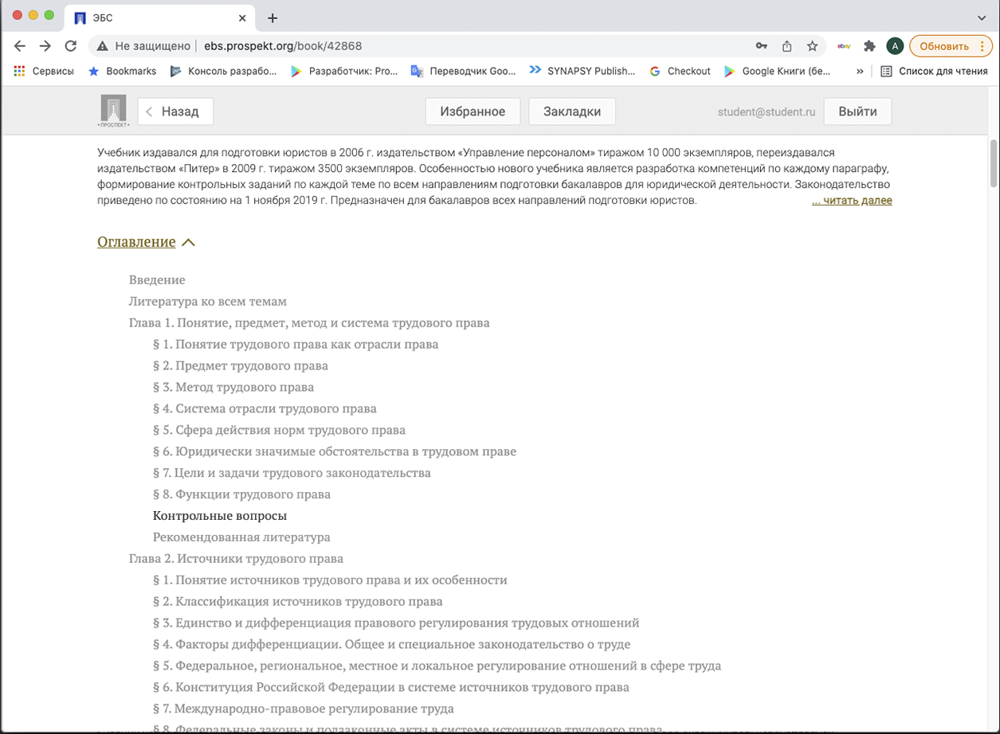 ЭБС
Не защищено
ebs.prospekt.org/book/42868
ebay
A
Обновить
Сервисы
Bookmarks
Консоль разрабо...
Разработчик: Pro...
Переводчик Goo...
SYNAPSY Publish...
Checkout
Google Книги (бе...
»
Список для чтения
• ПРОСПЕКТ •
Назад
Избранное
Закладки
student@student.ru
Выйти
Учебник издавался для подготовки юристов в 2006 г. издательством «Управление персоналом» тиражом 10 000 экземпляров, переиздавался
издательством «Питер» в 2009 г. тиражом 3500 экземпляров. Особенностью нового учебника является разработка компетенций по каждому параграфу,
формирование контрольных заданий по каждой теме по всем направлениям подготовки бакалавров для юридической деятельности. Законодательство
приведено по состоянию на 1 ноября 2019 г. Предназначен для бакалавров всех направлений подготовки юристов.
... читать далее
Оглавление
Введение
Литература ко всем темам
Глава 1. Понятие, предмет, метод и система трудового права
§ 1. Понятие трудового права как отрасли права
§ 2. Предмет трудового права
§ 3. Метод трудового права
§ 4. Система отрасли трудового права
§ 5. Сфера действия норм трудового права
§ 6. Юридически значимые обстоятельства в трудовом праве
§ 7. Цели и задачи трудового законодательства
§ 8. Функции трудового права
Контрольные вопросы
Рекомендованная литература
Глава 2. Источники трудового права
§ 1. Понятие источников трудового права и их особенности
§ 2. Классификация источников трудового права
§ 3. Единство и дифференциация правового регулирования трудовых отношений
§ 4. Факторы дифференциации. Общее и специальное законодательство о труде
§ 5. Федеральное, региональное, местное и локальное регулирование отношений в сфере труда
§ 6. Конституция Российской Федерации в системе источников трудового права
§ 7. Международно-правовое регулирование труда
§ 8. Федеральные законы и подзаконные акты в системе источников трудового права